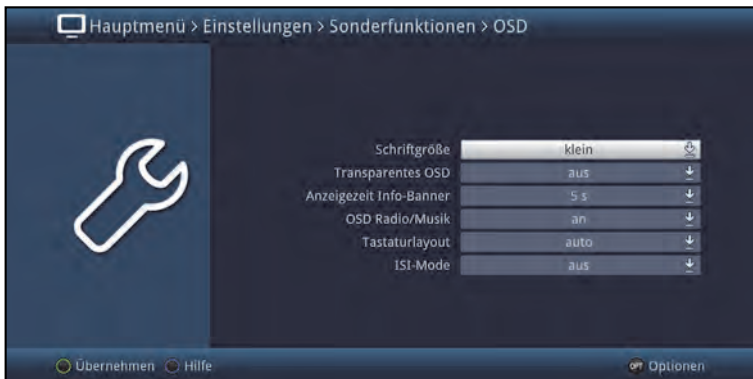 Hauptmenü > Einstellungen > Sonderfunktionen > OSD
Schriftgröße klein
Transparentes OSD aus
Anzeigezeit Info-Banner 5 s
OSD Radio/Musik an
Tastaturlayout auto
ISI-Mode aus
Übernehmen Hilfe OPT Optionen